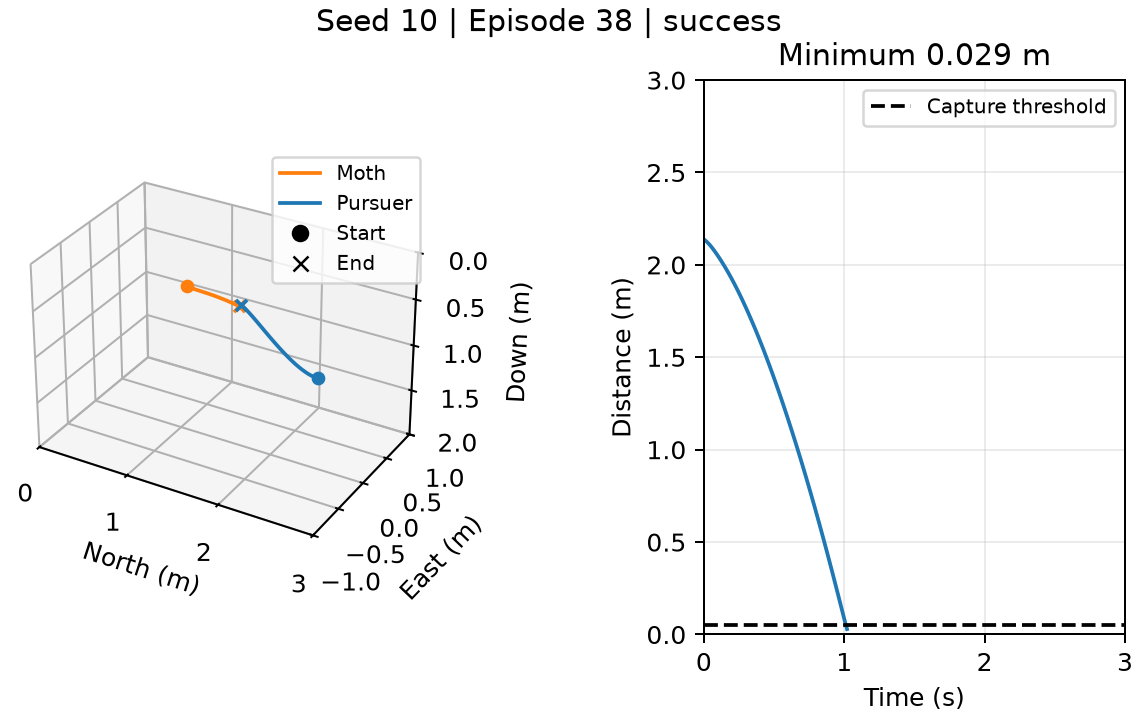 Seed 10 | Episode 38 | success
Moth
Pursuer
Start
End
0.0
0.5
1.0
1.5
2.0
Down (m)
0
1
2
3
North (m)
−1.0
−0.5
0.0
0.5
1.0
East (m)
Minimum 0.029 m
Capture threshold
3.0
2.5
2.0
1.5
1.0
0.5
0.0
Distance (m)
0
1
2
3
Time (s)